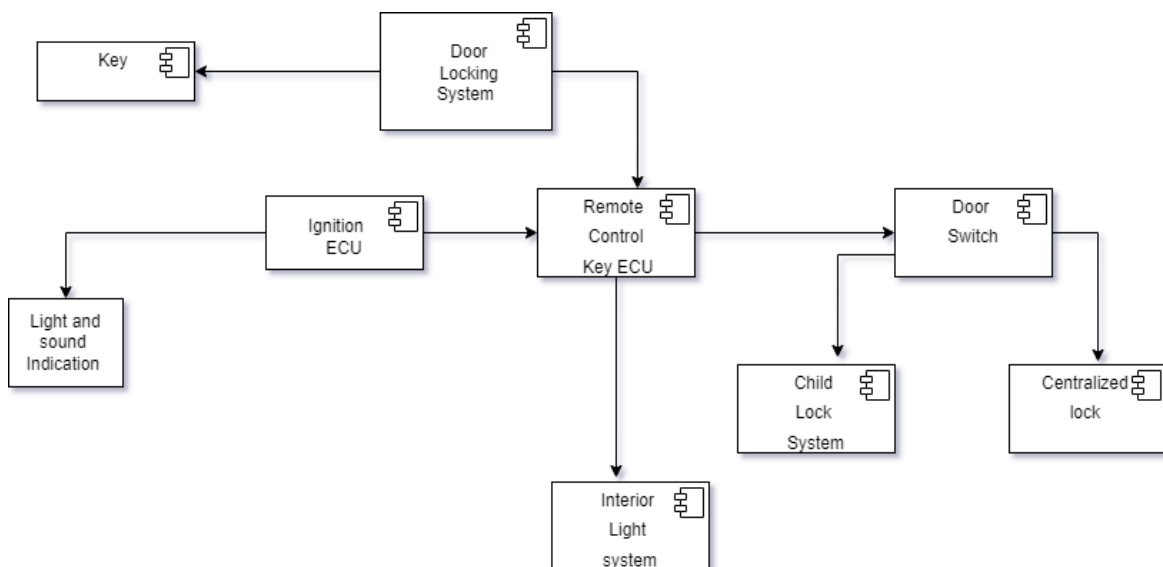 Key
Door
Locking
System
Ignition
ECU
Remote
Control
Key ECU
Door
Switch
Light and
sound
Indication
Child
Lock
System
Centralized
lock
Interior
Light
system